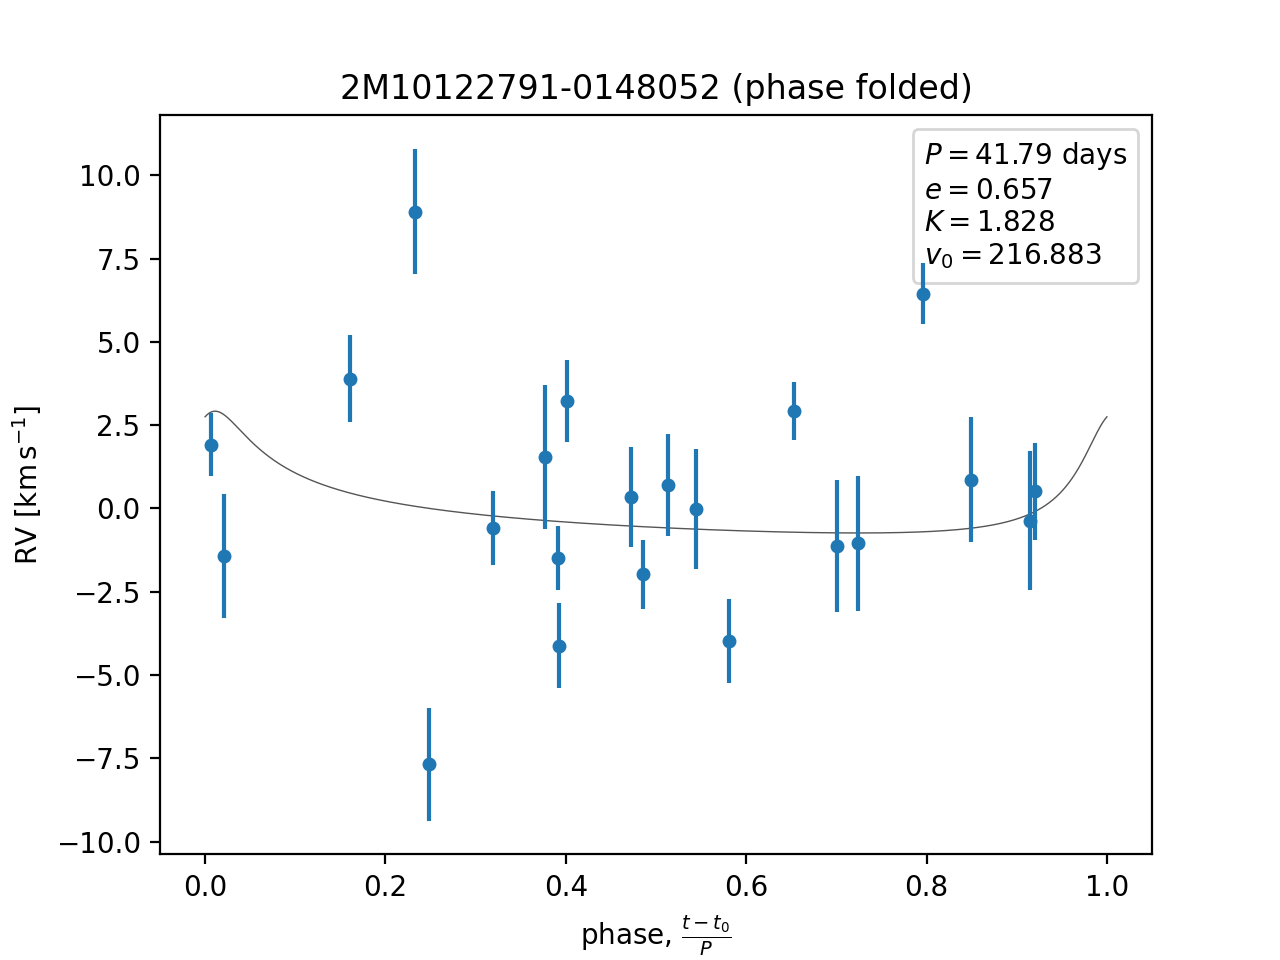 2M10122791-0148052 (phase folded)
P = 41.79 days
e = 0.657
K = 1.828
v₀ = 216.883
RV [km s⁻¹]
10.0
7.5
5.0
2.5
0.0
−2.5
−5.0
−7.5
−10.0
0.0 0.2 0.4 0.6 0.8 1.0
phase, (t − t₀)/P